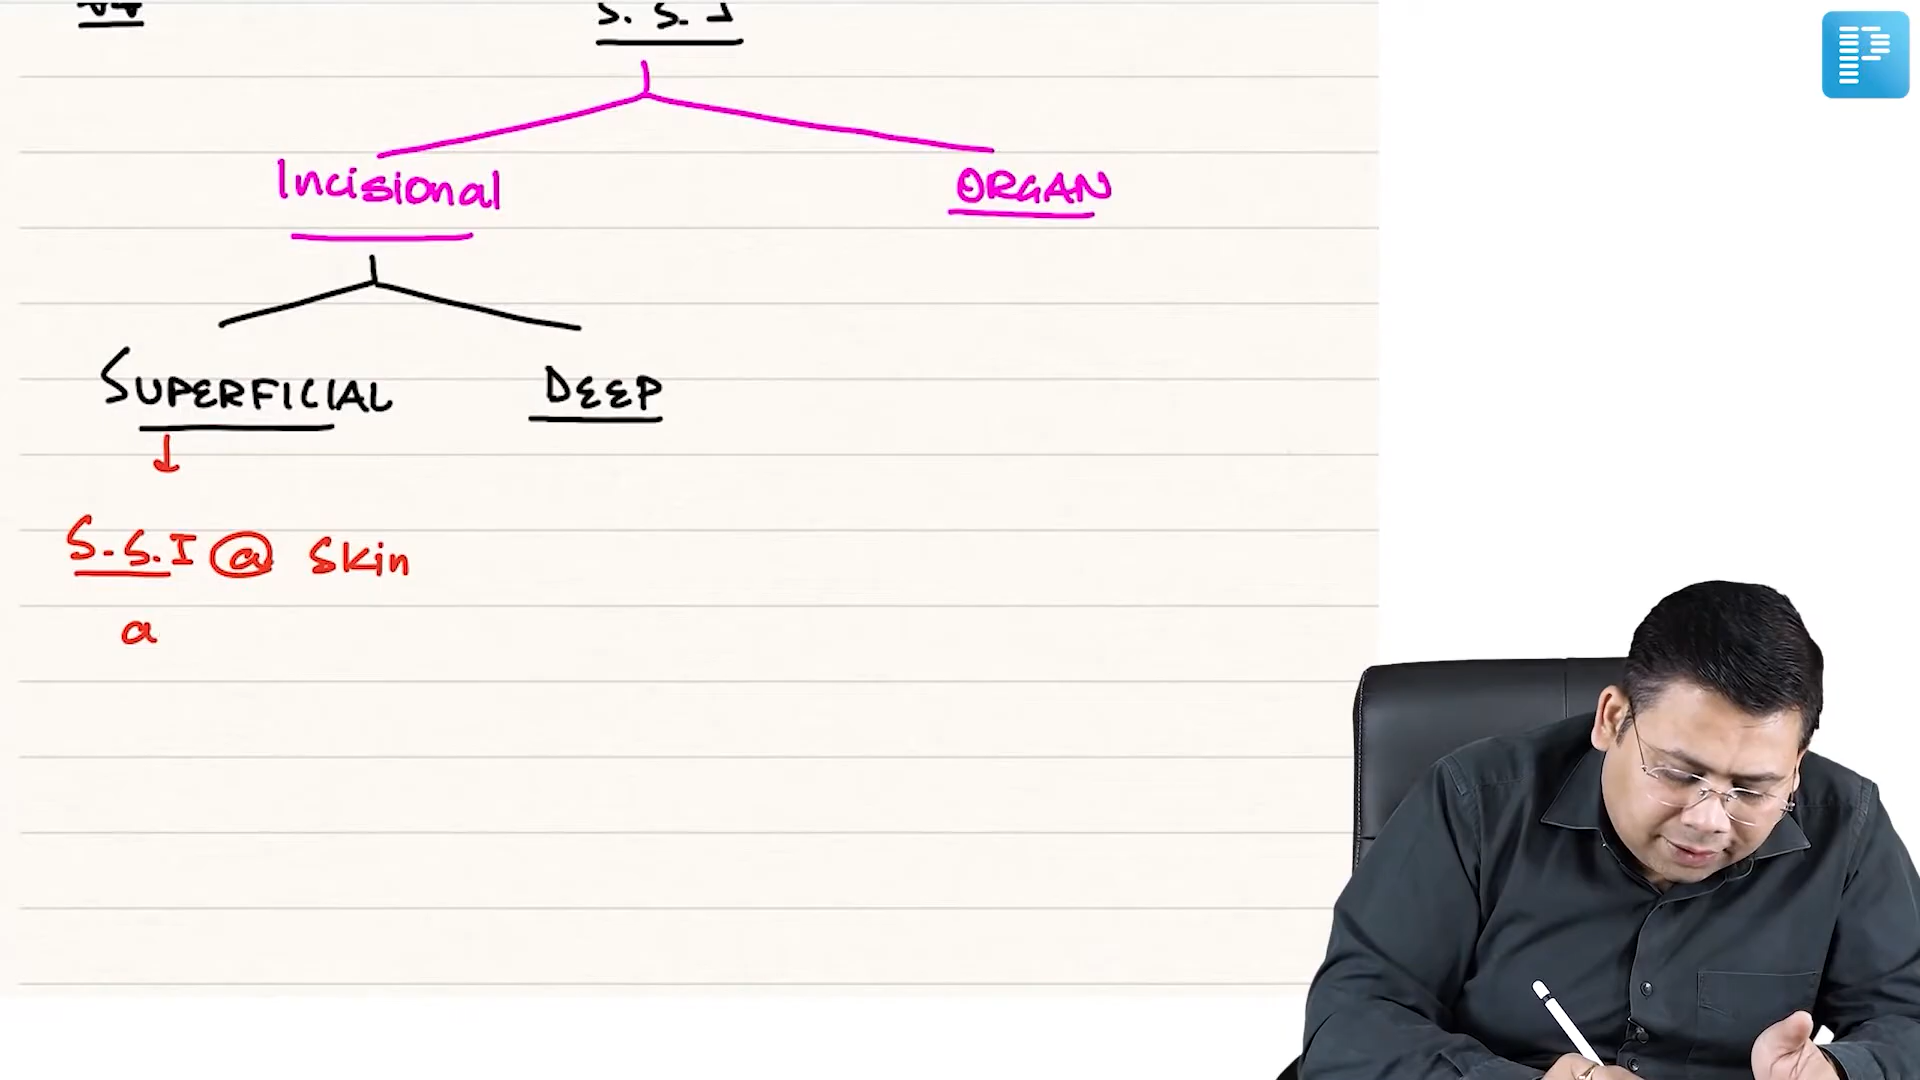 S. S. I
Incisional
ORGAN
SUPERFICIAL
DEEP
S.S.I @ Skin
a